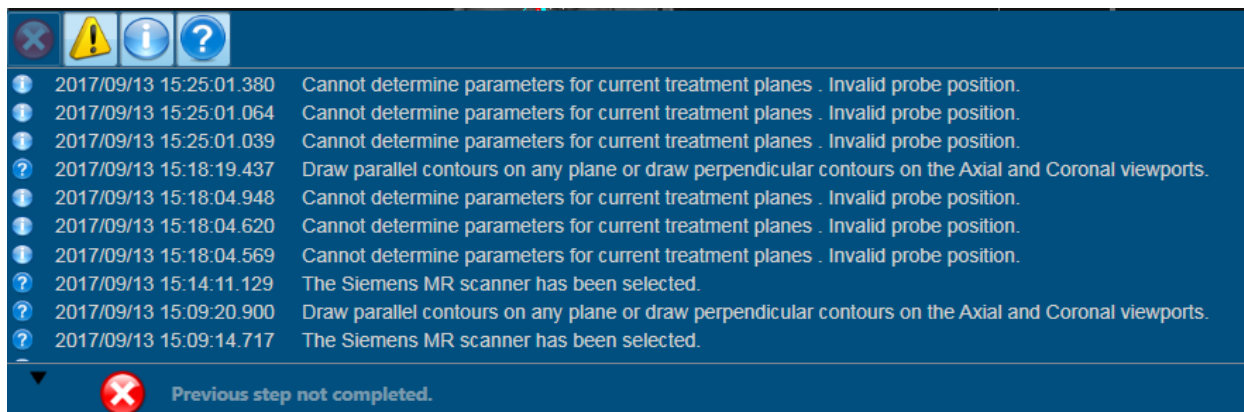 2017/09/13 15:25:01.380 Cannot determine parameters for current treatment planes . Invalid probe position.
2017/09/13 15:25:01.064 Cannot determine parameters for current treatment planes . Invalid probe position.
2017/09/13 15:25:01.039 Cannot determine parameters for current treatment planes . Invalid probe position.
2017/09/13 15:18:19.437 Draw parallel contours on any plane or draw perpendicular contours on the Axial and Coronal viewports.
2017/09/13 15:18:04.948 Cannot determine parameters for current treatment planes . Invalid probe position.
2017/09/13 15:18:04.620 Cannot determine parameters for current treatment planes . Invalid probe position.
2017/09/13 15:18:04.569 Cannot determine parameters for current treatment planes . Invalid probe position.
2017/09/13 15:14:11.129 The Siemens MR scanner has been selected.
2017/09/13 15:09:20.900 Draw parallel contours on any plane or draw perpendicular contours on the Axial and Coronal viewports.
2017/09/13 15:09:14.717 The Siemens MR scanner has been selected.
Previous step not completed.